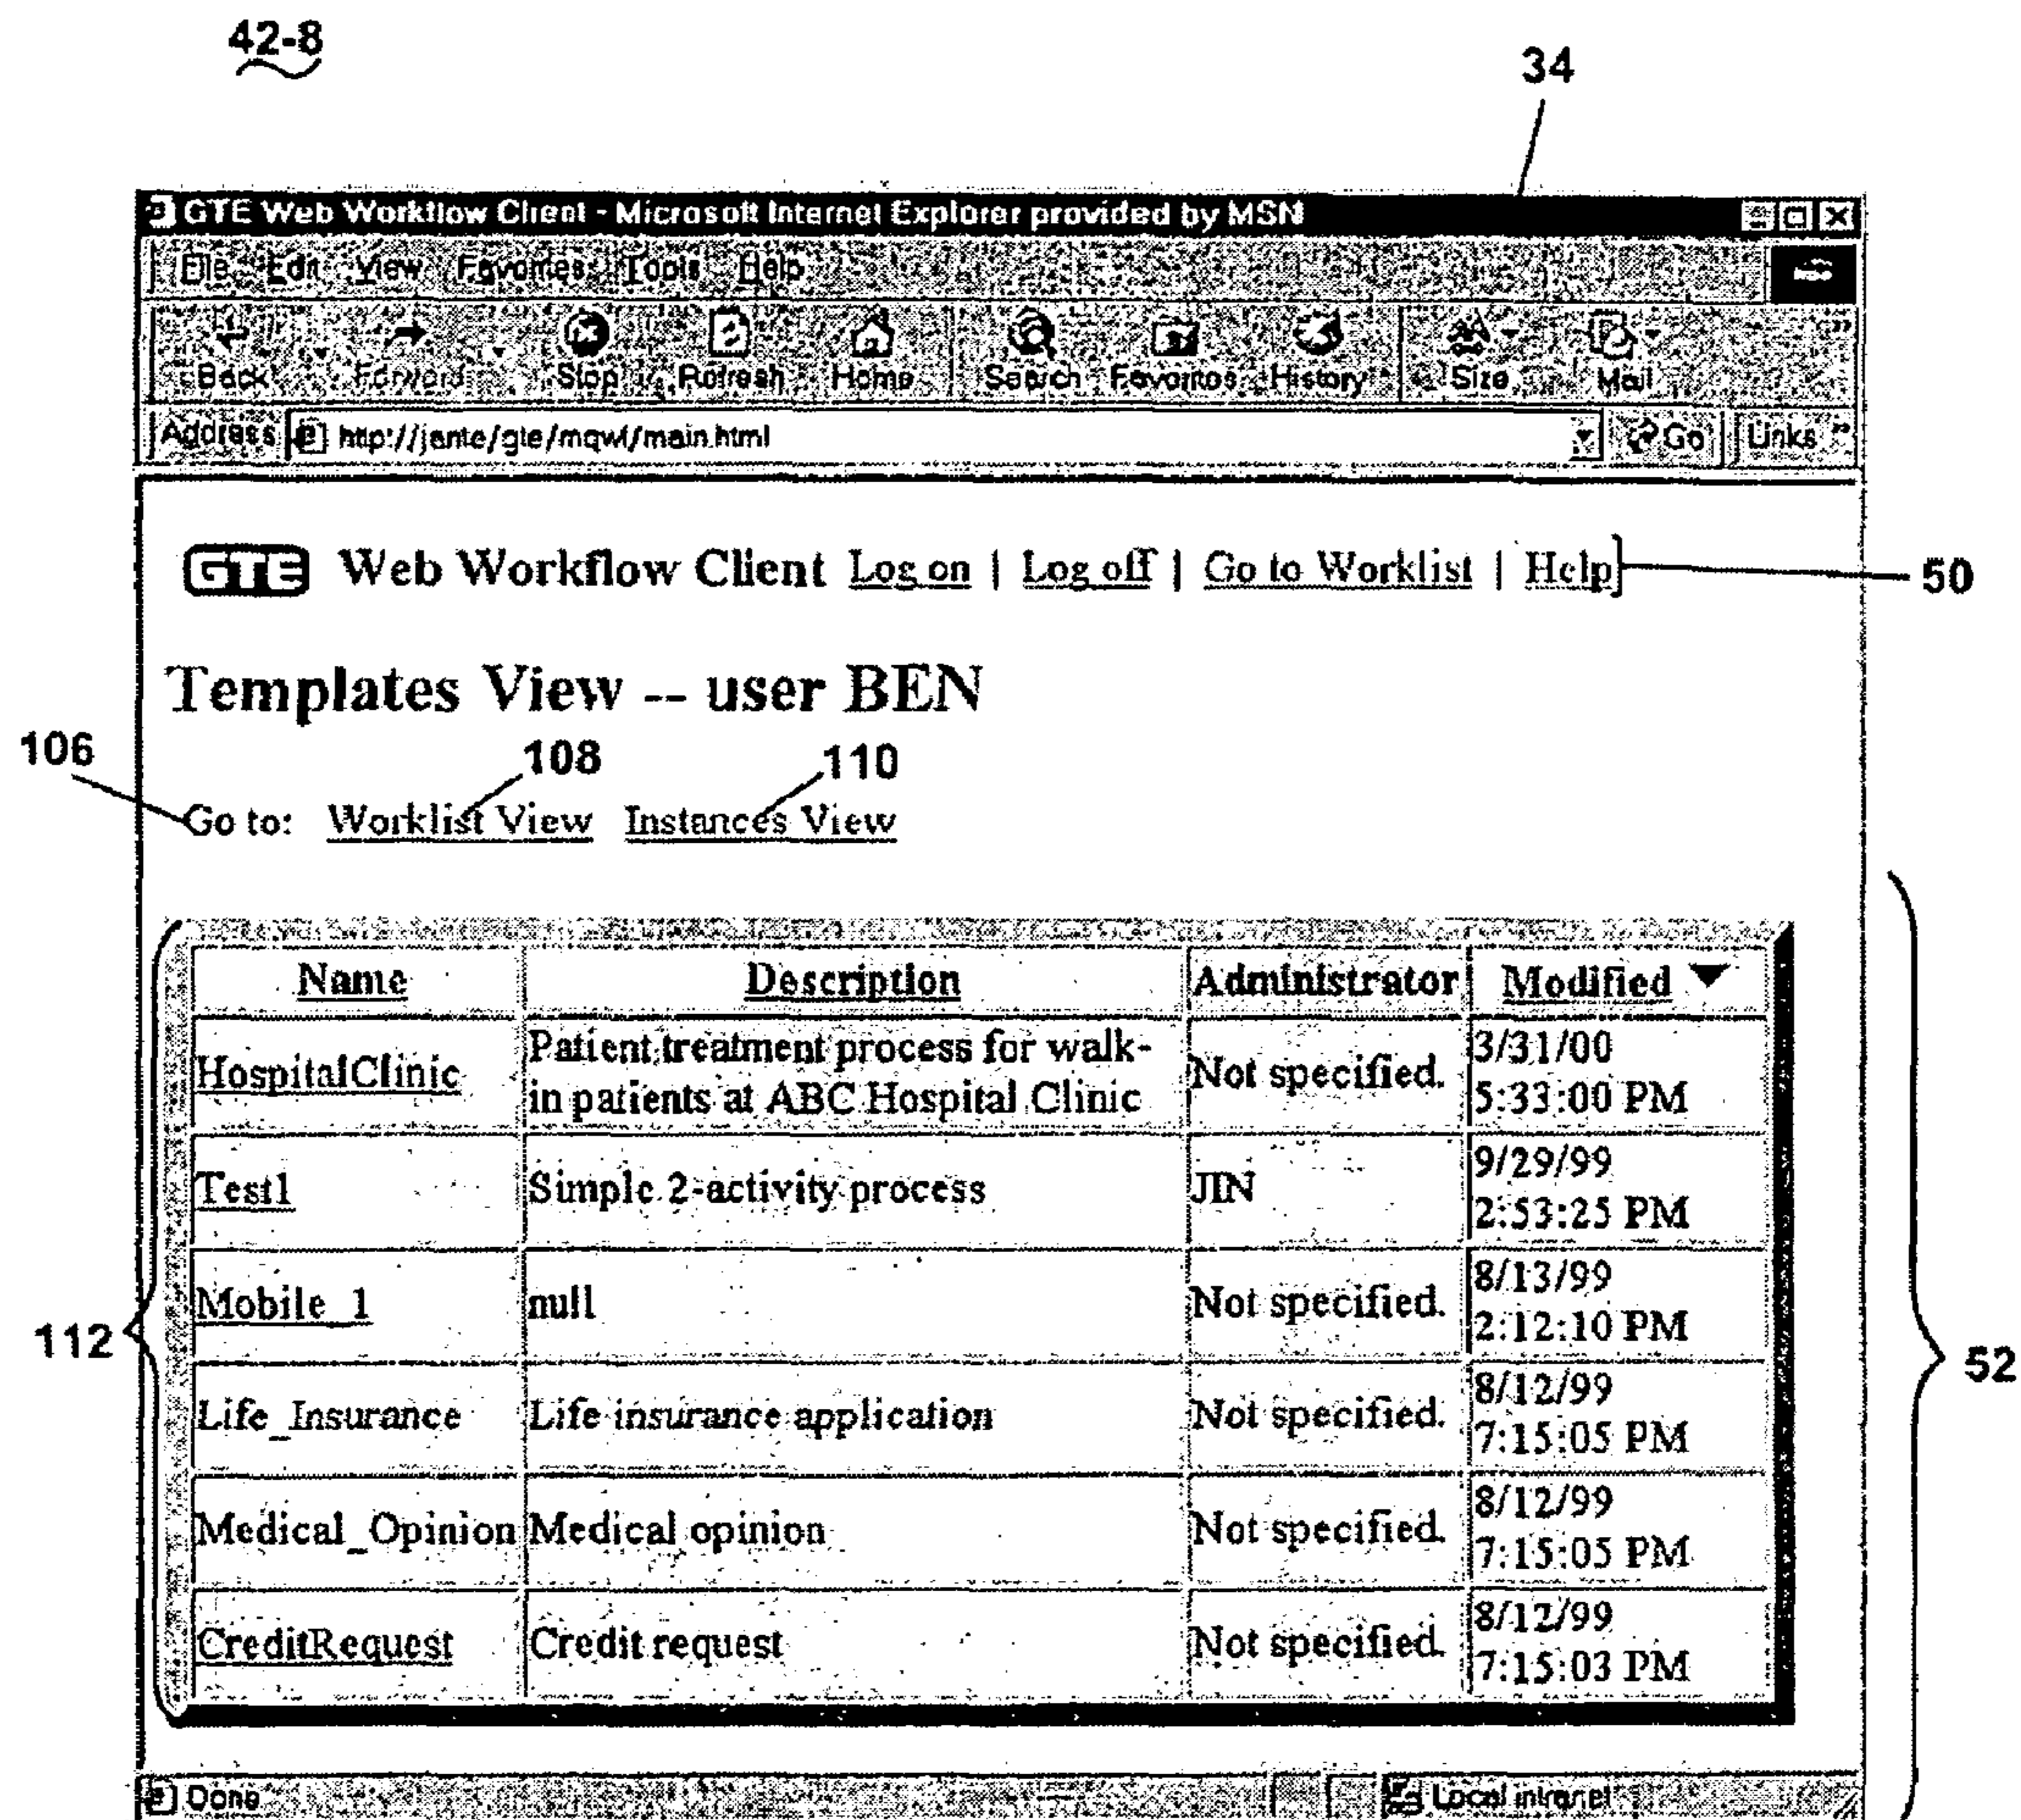 42-8
34
GTE Web Workflow Client - Microsoft Internet Explorer provided by MSN
File Edit View Favorites Tools Help
Back Forward Stop Refresh Home Search Favorites History Size Mail
Address http://jante/gte/mqwf/main.html Go Links
GTE Web Workflow Client Log on | Log off | Go to Worklist | Help
50
Templates View -- user BEN
106 108 110
Go to: Worklist View Instances View
Name Description Administrator Modified
HospitalClinic Patient treatment process for walk-in patients at ABC Hospital Clinic Not specified. 3/31/00 5:33:00 PM
Test1 Simple 2-activity process JIN 9/29/99 2:53:25 PM
Mobile_1 null Not specified. 8/13/99 2:12:10 PM
112
52
Life_Insurance Life insurance application Not specified. 8/12/99 7:15:05 PM
Medical_Opinion Medical opinion Not specified. 8/12/99 7:15:05 PM
CreditRequest Credit request Not specified. 8/12/99 7:15:03 PM
Done Local intranet